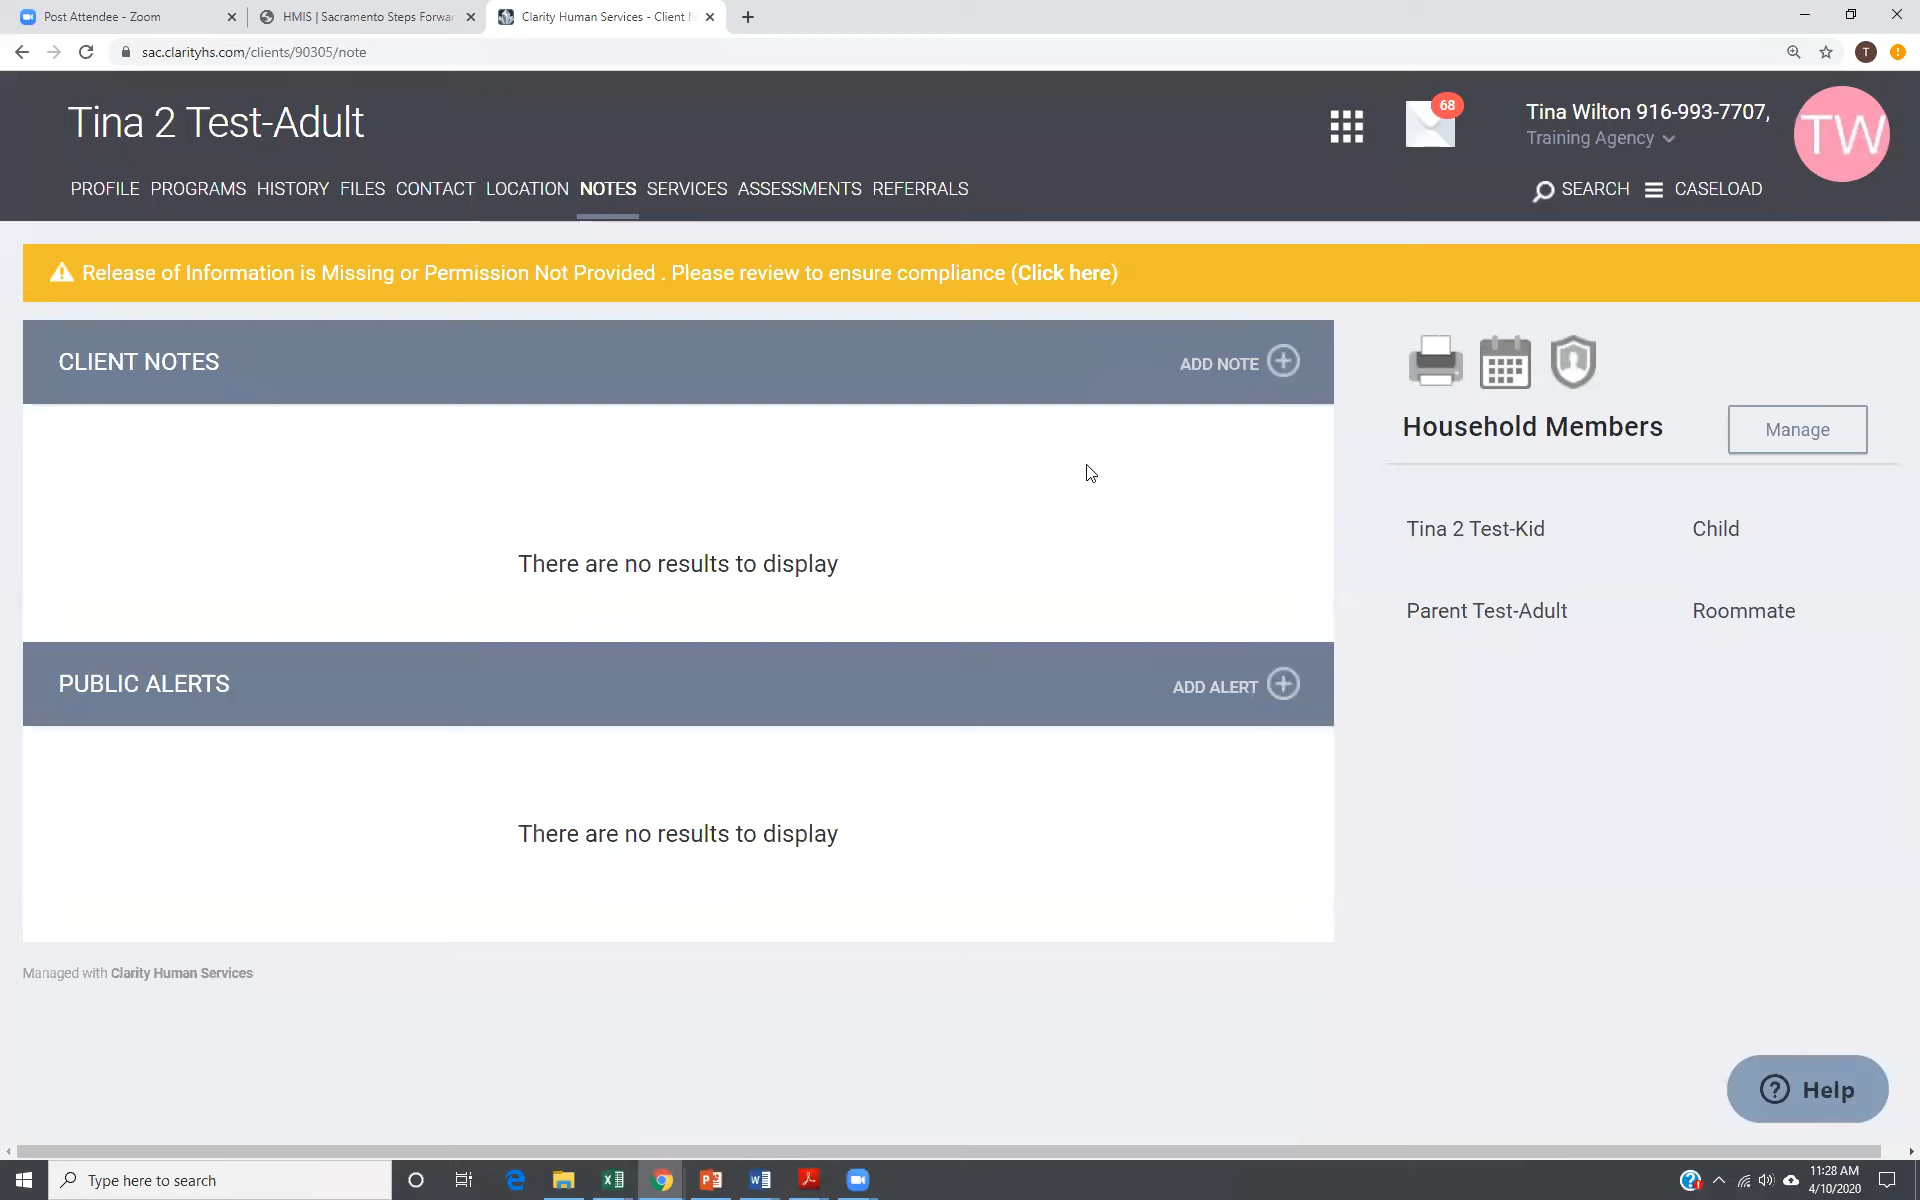 Post Attendee - Zoom
HMIS | Sacramento Steps Forwa
Clarity Human Services - Client
sac.clarityhs.com/clients/90305/note
T
Tina 2 Test-Adult
68
Tina Wilton 916-993-7707,
Training Agency
TW
PROFILE PROGRAMS HISTORY FILES CONTACT LOCATION NOTES SERVICES ASSESSMENTS REFERRALS
SEARCH CASELOAD
Release of Information is Missing or Permission Not Provided . Please review to ensure compliance (Click here)
CLIENT NOTES
ADD NOTE
There are no results to display
PUBLIC ALERTS
ADD ALERT
There are no results to display
Household Members
Manage
Tina 2 Test-Kid Child
Parent Test-Adult Roommate
Managed with Clarity Human Services
? Help
Type here to search
11:28 AM
4/10/2020